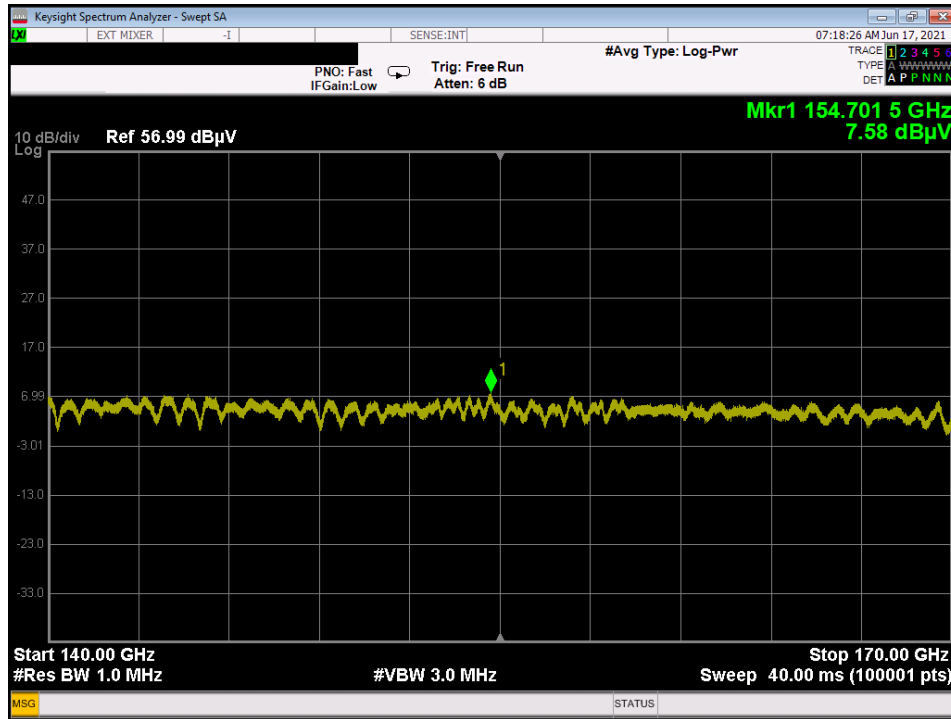 Keysight Spectrum Analyzer - Swept SA
LXI EXT MIXER -I SENSE:INT 07:18:26 AM Jun 17, 2021
#Avg Type: Log-Pwr TRACE 1 2 3 4 5 6
PNO: Fast Trig: Free Run TYPE A WWWWW
IFGain:Low Atten: 6 dB DET A P P N N N
Mkr1 154.701 5 GHz
10 dB/div Ref 56.99 dBµV 7.58 dBµV
Log
47.0
37.0
27.0
17.0
1
6.99
-3.01
-13.0
-23.0
-33.0
Start 140.00 GHz Stop 170.00 GHz
#Res BW 1.0 MHz #VBW 3.0 MHz Sweep 40.00 ms (100001 pts)
MSG STATUS